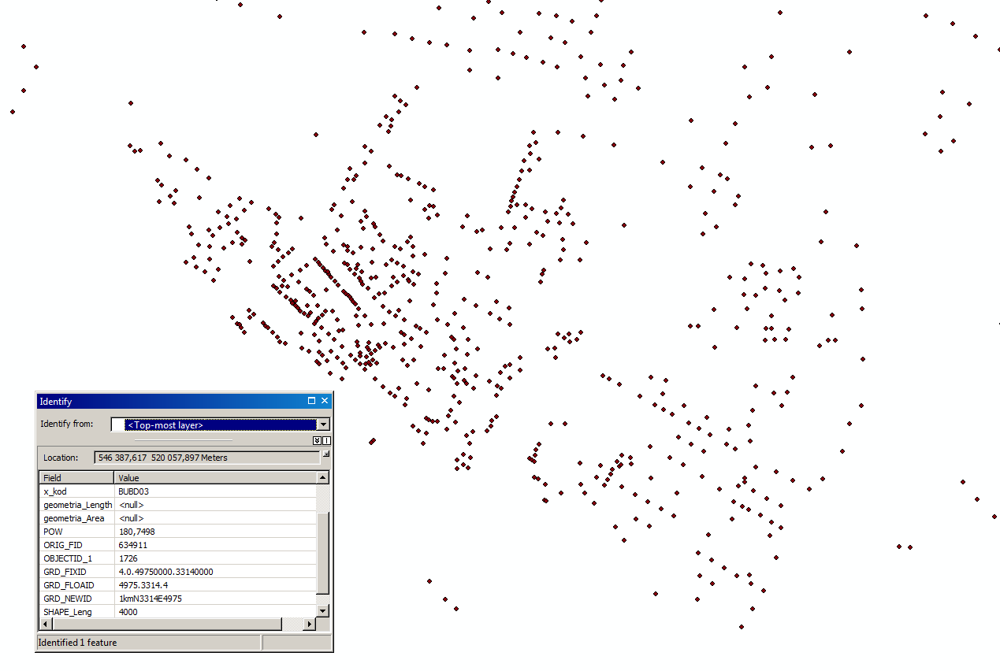 Identify
Identify from: <Top-most layer>
Location: 546 387,617 520 057,897 Meters
Field Value
x_kod BUBD03
geometria_Length <null>
geometria_Area <null>
POW 180,7498
ORIG_FID 634911
OBJECTID_1 1726
GRD_FIXID 4.0.49750000.33140000
GRD_FLOAID 4975.3314.4
GRD_NEWID 1kmN3314E4975
SHAPE_Leng 4000
Identified 1 feature